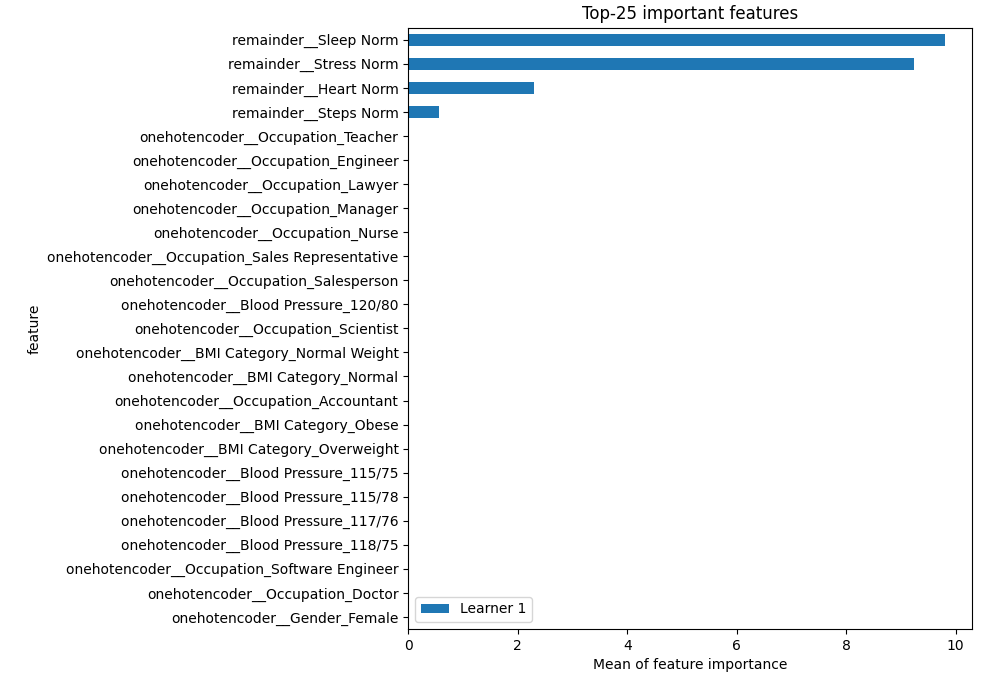 Top-25 important features
remainder__Sleep Norm
remainder__Stress Norm
remainder__Heart Norm
remainder__Steps Norm
onehotencoder__Occupation_Teacher
onehotencoder__Occupation_Engineer
onehotencoder__Occupation_Lawyer
onehotencoder__Occupation_Manager
onehotencoder__Occupation_Nurse
onehotencoder__Occupation_Sales Representative
onehotencoder__Occupation_Salesperson
onehotencoder__Blood Pressure_120/80
onehotencoder__Occupation_Scientist
onehotencoder__BMI Category_Normal Weight
onehotencoder__BMI Category_Normal
onehotencoder__Occupation_Accountant
onehotencoder__BMI Category_Obese
onehotencoder__BMI Category_Overweight
onehotencoder__Blood Pressure_115/75
onehotencoder__Blood Pressure_115/78
onehotencoder__Blood Pressure_117/76
onehotencoder__Blood Pressure_118/75
onehotencoder__Occupation_Software Engineer
onehotencoder__Occupation_Doctor
onehotencoder__Gender_Female
feature
Learner 1
0 2 4 6 8 10
Mean of feature importance